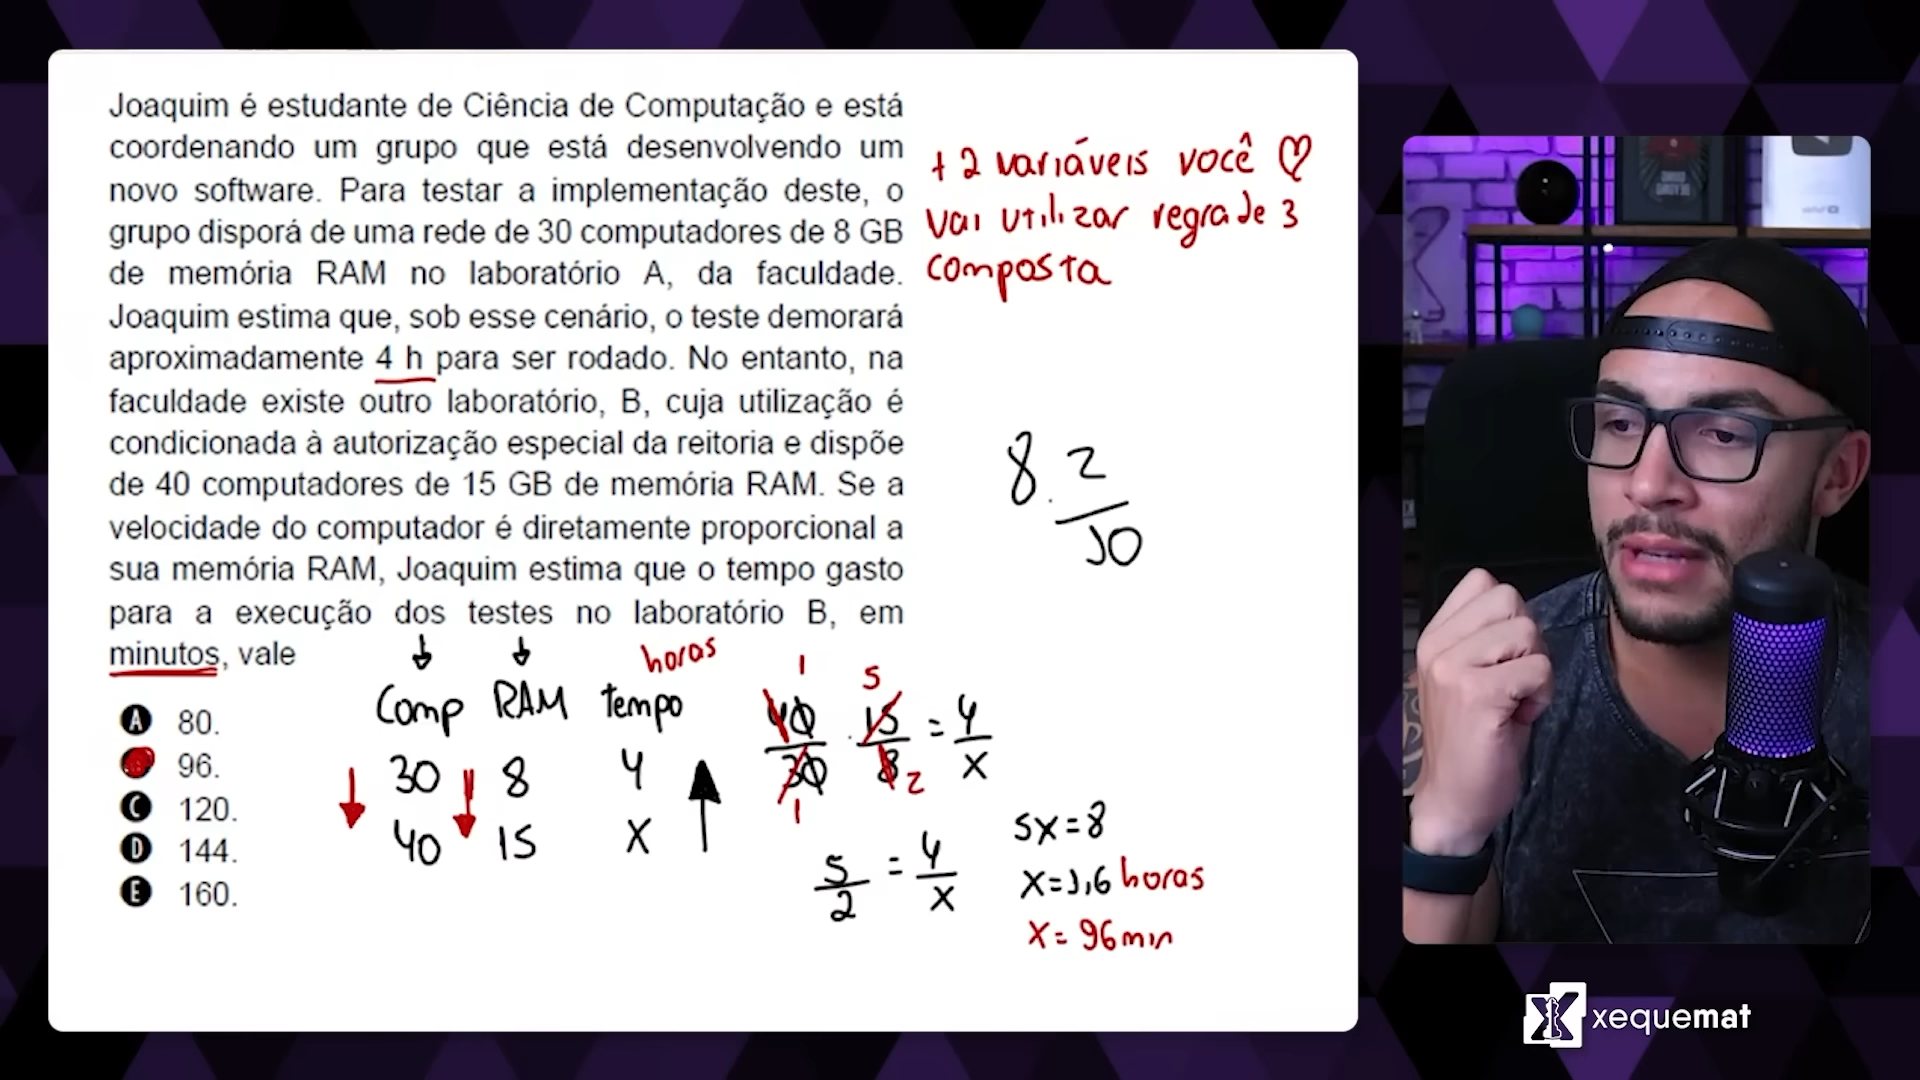 Joaquim é estudante de Ciência de Computação e está
coordenando um grupo que está desenvolvendo um
novo software. Para testar a implementação deste, o
grupo disporá de uma rede de 30 computadores de 8 GB
de memória RAM no laboratório A, da faculdade.
Joaquim estima que, sob esse cenário, o teste demorará
aproximadamente 4 h para ser rodado. No entanto, na
faculdade existe outro laboratório, B, cuja utilização é
condicionada à autorização especial da reitoria e dispõe
de 40 computadores de 15 GB de memória RAM. Se a
velocidade do computador é diretamente proporcional a
sua memória RAM, Joaquim estima que o tempo gasto
para a execução dos testes no laboratório B, em
minutos, vale
A 80.
96.
C 120.
D 144.
E 160.
+2 variáveis você
vai utilizar regra de 3
composta
8.2
10
horas
Comp RAM tempo
30 8 4
40 15 X
1 5
40/30 . 15/8 = 4/x
1 2
5/2 = 4/x
5x=8
x=1,6 horas
x=96min
xequemat